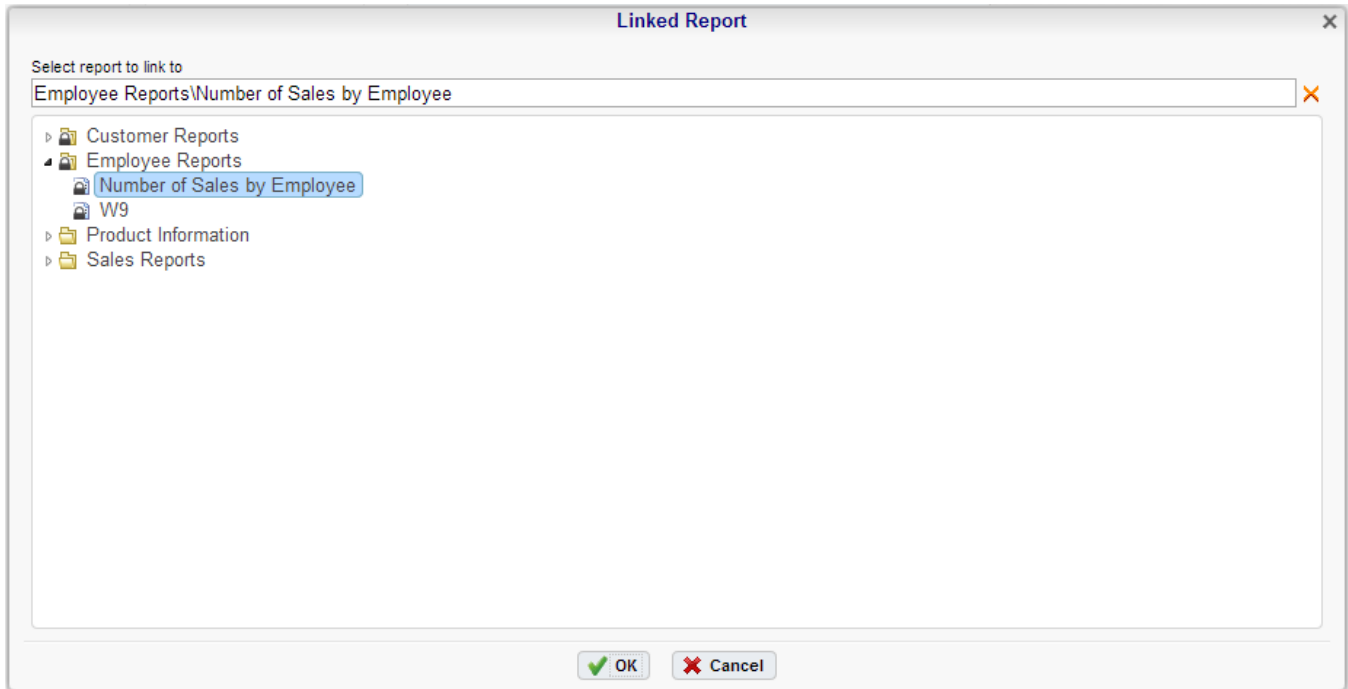 Linked Report
Select report to link to
Employee Reports\Number of Sales by Employee
Customer Reports
Employee Reports
Number of Sales by Employee
W9
Product Information
Sales Reports
OK Cancel